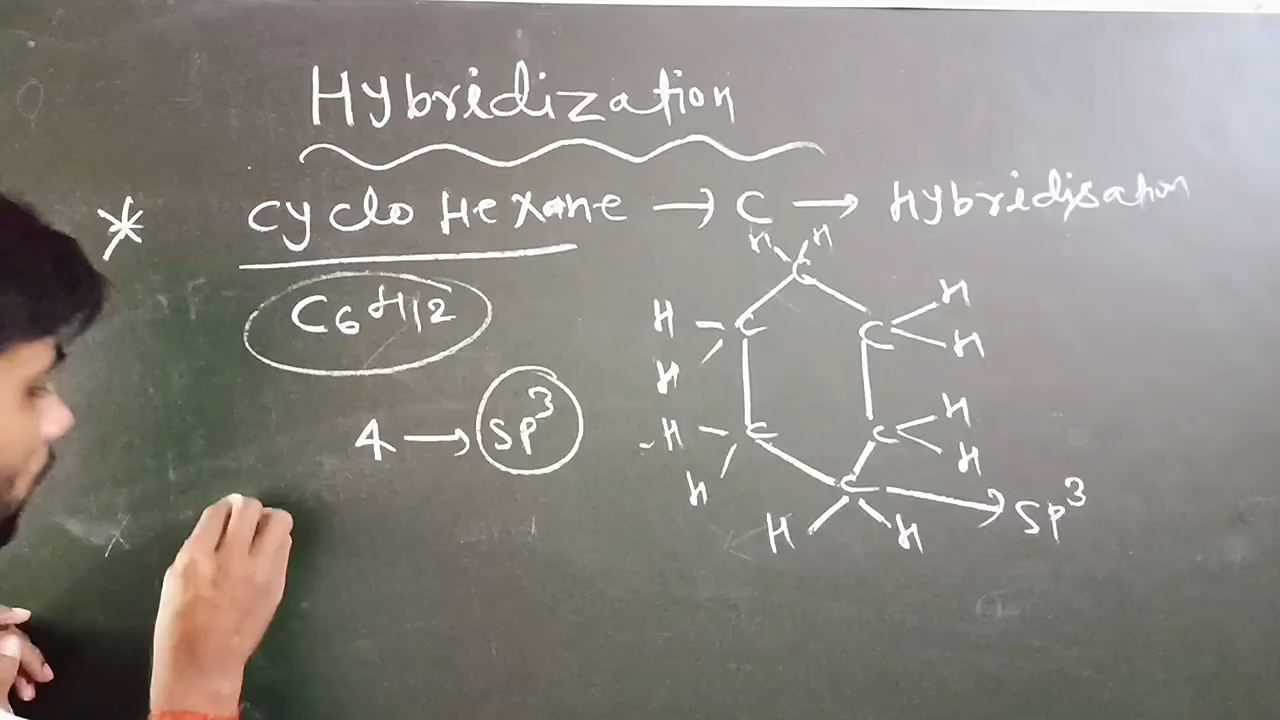 Hybridization
* Cyclo Hexane → C → Hybridisation
C6H12
4 → Sp³
H H
C
H C C H
H H
H C C H
H H
C → Sp³
H H